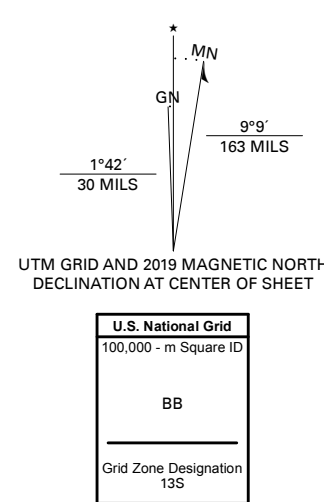 ★
MN
GN
9°9´
163 MILS
1°42´
30 MILS
UTM GRID AND 2019 MAGNETIC NORTH
DECLINATION AT CENTER OF SHEET
U.S. National Grid
100,000 - m Square ID
BB
Grid Zone Designation
13S